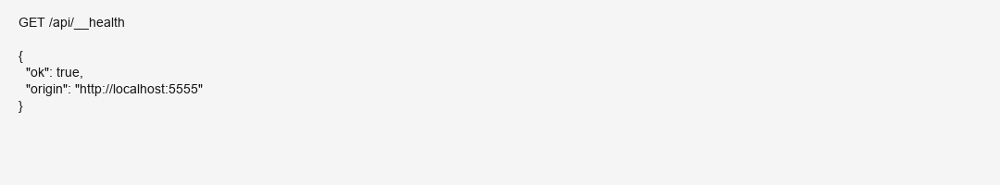 GET /api/__health

{
  "ok": true,
  "origin": "http://localhost:5555"
}